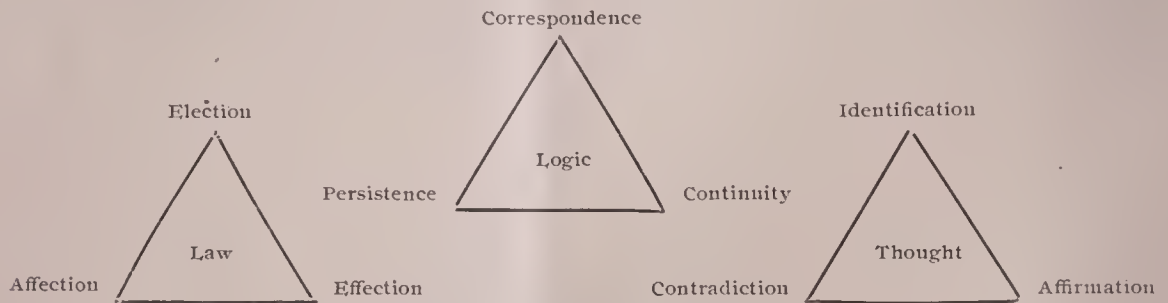 Correspondence
Election
Identification
Logic
Persistence
Continuity
Law
Thought
Affection
Effection
Contradiction
Affirmation